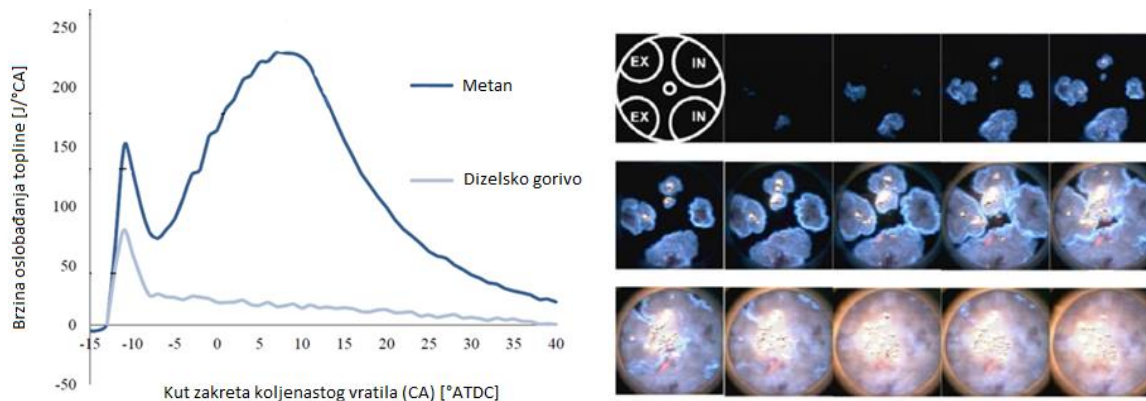 250
200
150
100
50
0
-50
-15 -10 -5 0 5 10 15 20 25 30 35 40
Brzina oslobađanja topline [J/°CA]
Kut zakreta koljenastog vratila (CA) [°ATDC]
Metan
Dizelsko gorivo
EX IN
EX IN